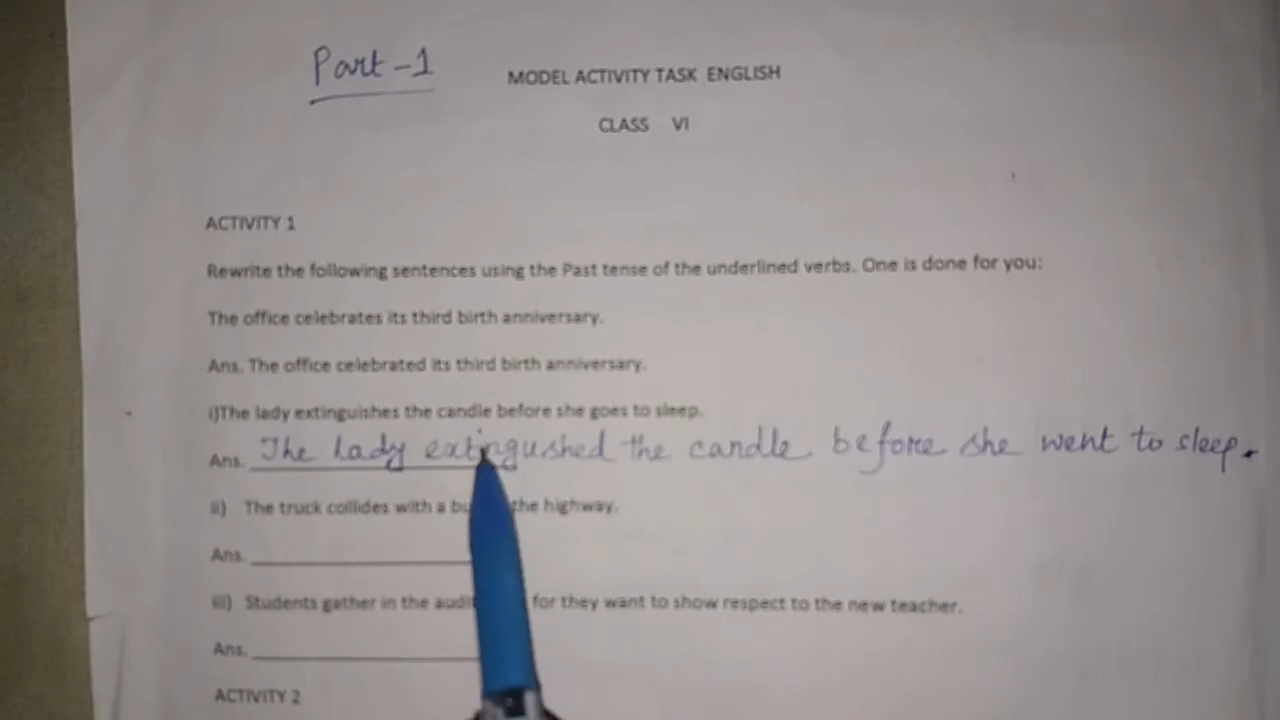 Part-1
MODEL ACTIVITY TASK ENGLISH
CLASS VI
ACTIVITY 1
Rewrite the following sentences using the Past tense of the underlined verbs. One is done for you:
The office celebrates its third birth anniversary.
Ans. The office celebrated its third birth anniversary.
i)The lady extinguishes the candle before she goes to sleep.
Ans. The lady extingushed the candle before she went to sleep.
ii) The truck collides with a the highway.
Ans.
iii) Students gather in the for they want to show respect to the new teacher.
Ans.
ACTIVITY 2